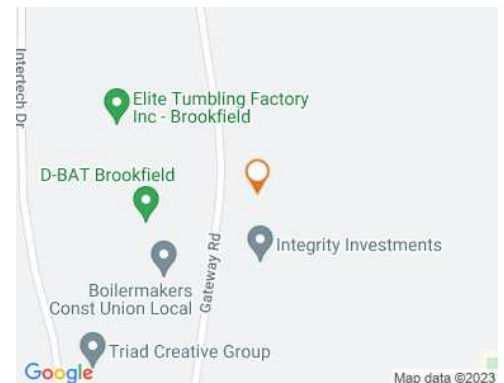 Intertech Dr
Elite Tumbling Factory
Inc - Brookfield
D-BAT Brookfield
Gateway Rd
Integrity Investments
Boilermakers
Const Union Local
Triad Creative Group
Google
Map data ©2023